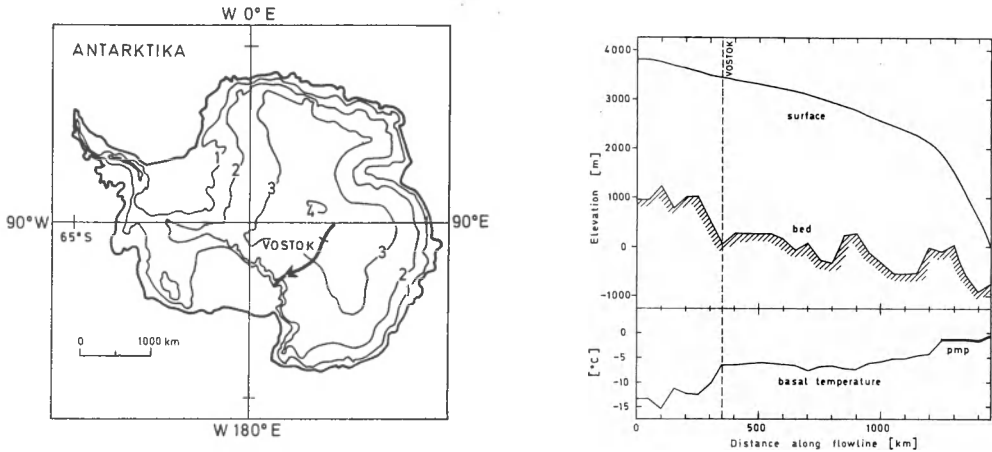 W 0° E
ANTARKTIKA
1
2
3
4
90° W
65° S
90° E
VOSTOK
3
2
1
0 1000 km
W 180° E
Elevation [m]
4000
3000
2000
1000
0
-1000
VOSTOK
surface
bed
[°C]
0
-5
-10
-15
pmp
basal temperature
0 500 1000
Distance along flowline [km]